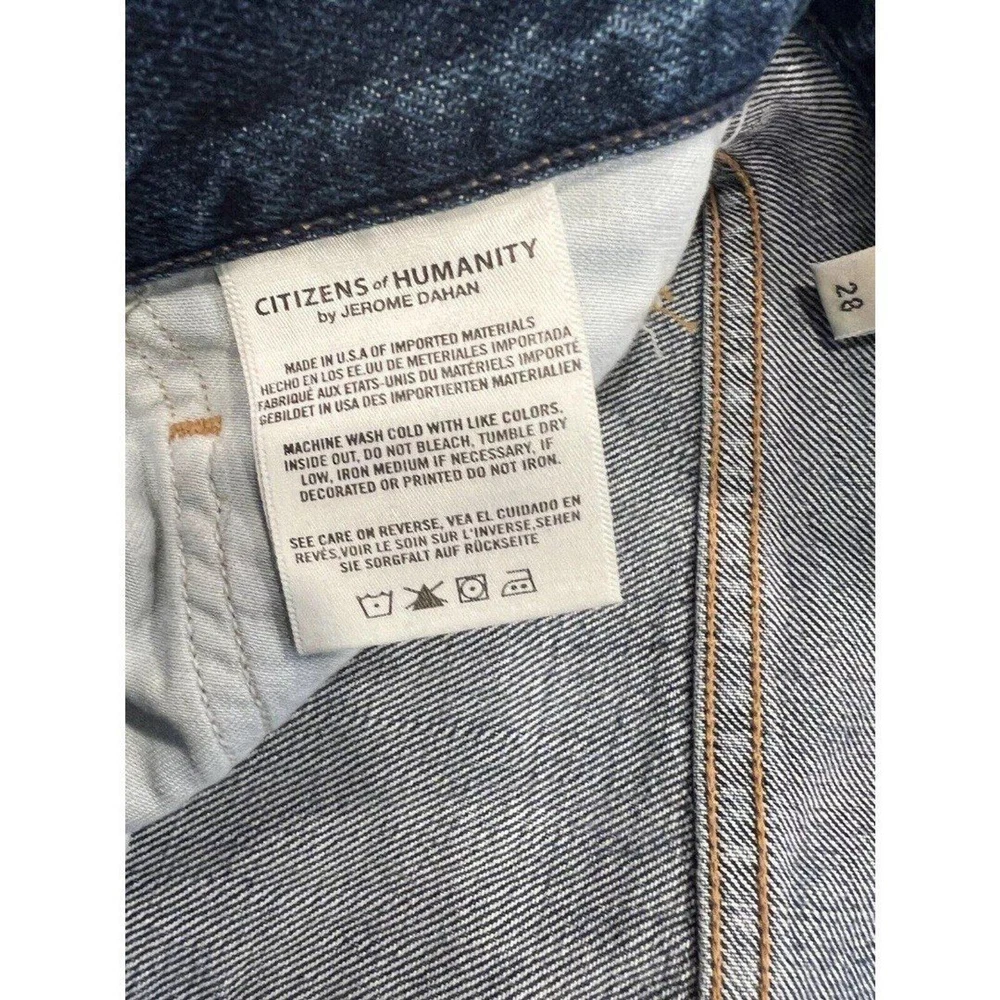 CITIZENS of HUMANITY
by JEROME DAHAN
MADE IN U.S.A OF IMPORTED MATERIALS
HECHO EN LOS EE.UU DE METERIALES IMPORTADA
FABRIQUÉ AUX ETATS-UNIS DU MATÉRIELS IMPORTÉ
GEBILDET IN USA DES IMPORTIERTEN MATERIALIEN
MACHINE WASH COLD WITH LIKE COLORS,
INSIDE OUT, DO NOT BLEACH, TUMBLE DRY
LOW, IRON MEDIUM IF NECESSARY, IF
DECORATED OR PRINTED DO NOT IRON.
SEE CARE ON REVERSE, VEA EL CUIDADO EN
REVÉS, VOIR LE SOIN SUR L'INVERSE, SEHEN
SIE SORGFALT AUF RÜCKSEITE
28